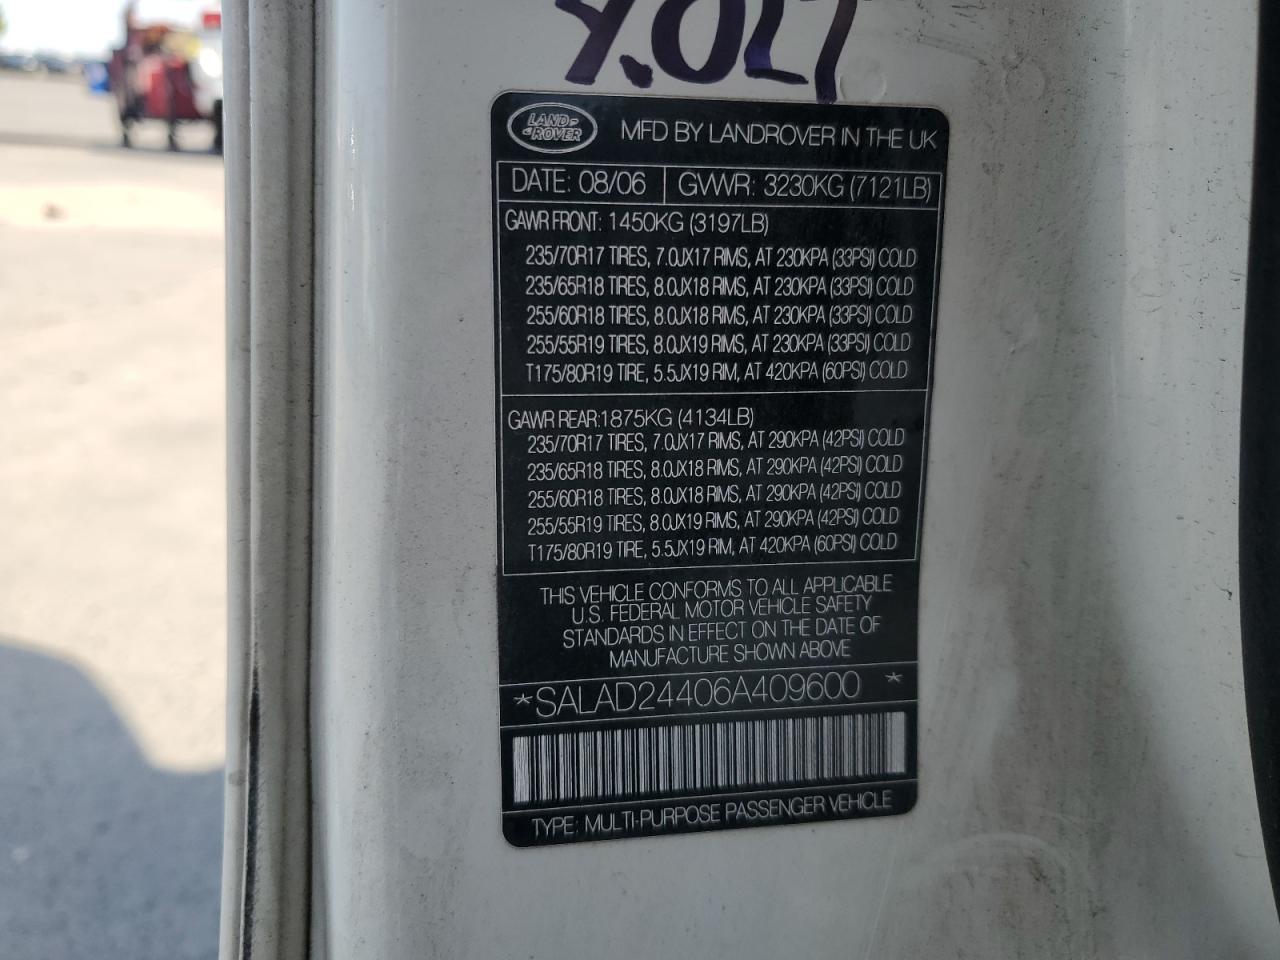 LAND-
ROVER
MFD BY LANDROVER IN THE UK
DATE: 08/06 GVWR: 3230KG (7121LB)
GAWR FRONT: 1450KG (3197LB)
235/70R17 TIRES, 7.0JX17 RIMS, AT 230KPA (33PSI) COLD
235/65R18 TIRES, 8.0JX18 RIMS, AT 230KPA (33PSI) COLD
255/60R18 TIRES, 8.0JX18 RIMS, AT 230KPA (33PSI) COLD
255/55R19 TIRES, 8.0JX19 RIMS, AT 230KPA (33PSI) COLD
T175/80R19 TIRE, 5.5JX19 RIM, AT 420KPA (60PSI) COLD
GAWR REAR:1875KG (4134LB)
235/70R17 TIRES, 7.0JX17 RIMS, AT 290KPA (42PSI) COLD
235/65R18 TIRES, 8.0JX18 RIMS, AT 290KPA (42PSI) COLD
255/60R18 TIRES, 8.0JX18 RIMS, AT 290KPA (42PSI) COLD
255/55R19 TIRES, 8.0JX19 RIMS, AT 290KPA (42PSI) COLD
T175/80R19 TIRE, 5.5JX19 RIM, AT 420KPA (60PSI) COLD
THIS VEHICLE CONFORMS TO ALL APPLICABLE
U.S. FEDERAL MOTOR VEHICLE SAFETY
STANDARDS IN EFFECT ON THE DATE OF
MANUFACTURE SHOWN ABOVE
*SALAD24406A409600 *
TYPE: MULTI-PURPOSE PASSENGER VEHICLE